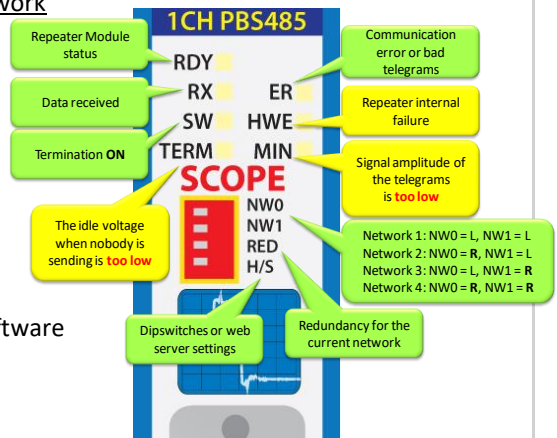 work
1CH PBS485
Repeater Module
status
Communication
error or bad
telegrams
RDY
RX
ER
Data received
Repeater internal
failure
SW
HWE
Termination ON
TERM
MIN
Signal amplitude of
the telegrams
is too low
SCOPE
The idle voltage
when nobody is
sending is too low
NW0
NW1
RED
H/S
Network 1: NW0 = L, NW1 = L
Network 2: NW0 = R, NW1 = L
Network 3: NW0 = L, NW1 = R
Network 4: NW0 = R, NW1 = R
ftware
Dipswitches or web
server settings
Redundancy for the
current network